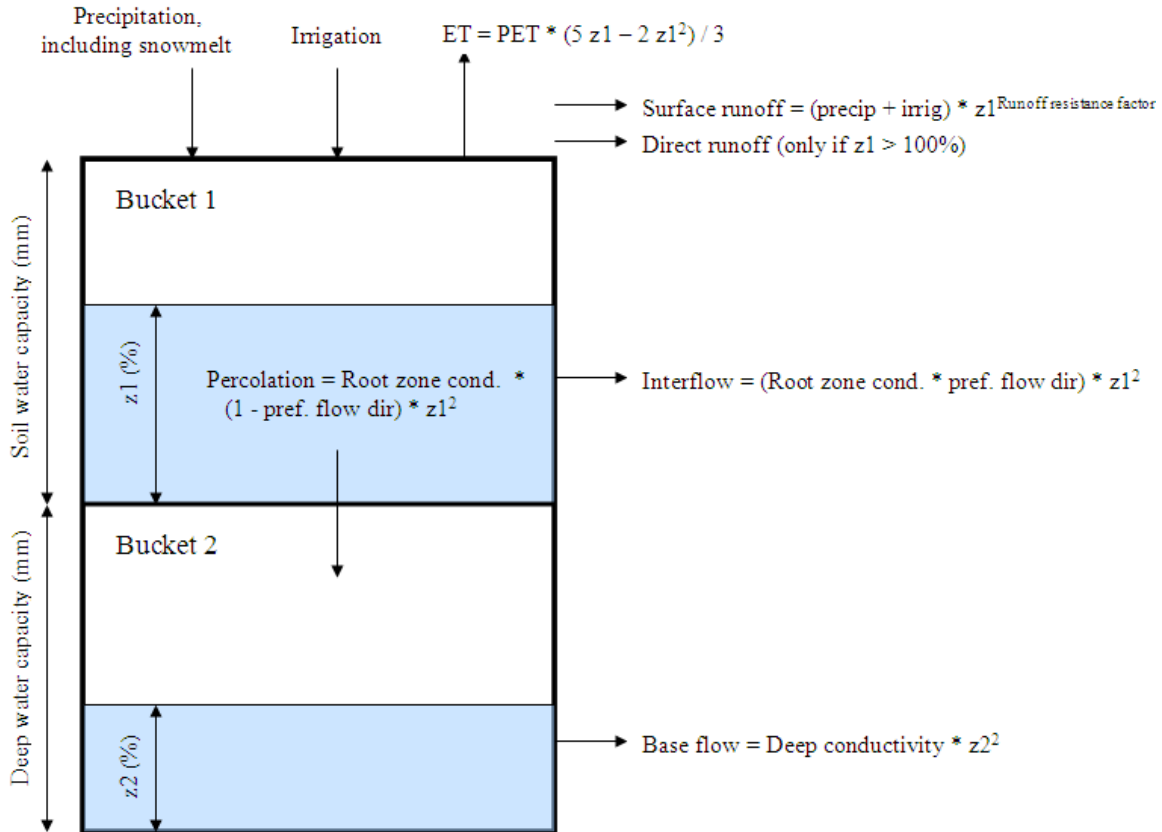 Precipitation,
including snowmelt
Irrigation
ET = PET * (5 z1 – 2 z1²) / 3
Surface runoff = (precip + irrig) * z1^Runoff resistance factor
Direct runoff (only if z1 > 100%)
Bucket 1
Soil water capacity (mm)
z1 (%)
Percolation = Root zone cond. *
(1 - pref. flow dir) * z1²
Interflow = (Root zone cond. * pref. flow dir) * z1²
Bucket 2
Deep water capacity (mm)
z2 (%)
Base flow = Deep conductivity * z2²